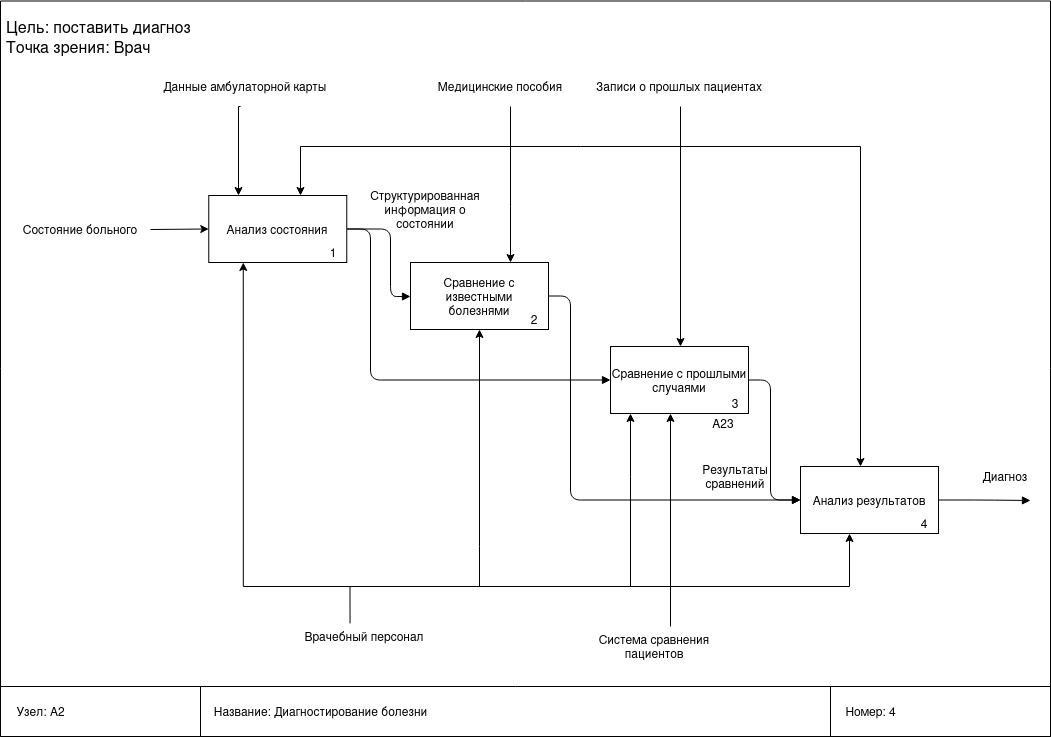 Цель: поставить диагноз
Точка зрения: Врач
Данные амбулаторной карты
Медицинские пособия
Записи о прошлых пациентах
Состояние больного
Анализ состояния
1
Структурированная
информация о
состоянии
Сравнение с
известными
болезнями
2
Сравнение с прошлыми
случаями
3
A23
Результаты
сравнений
Анализ результатов
4
Диагноз
Врачебный персонал
Система сравнения
пациентов
Узел: A2
Название: Диагностирование болезни
Номер: 4